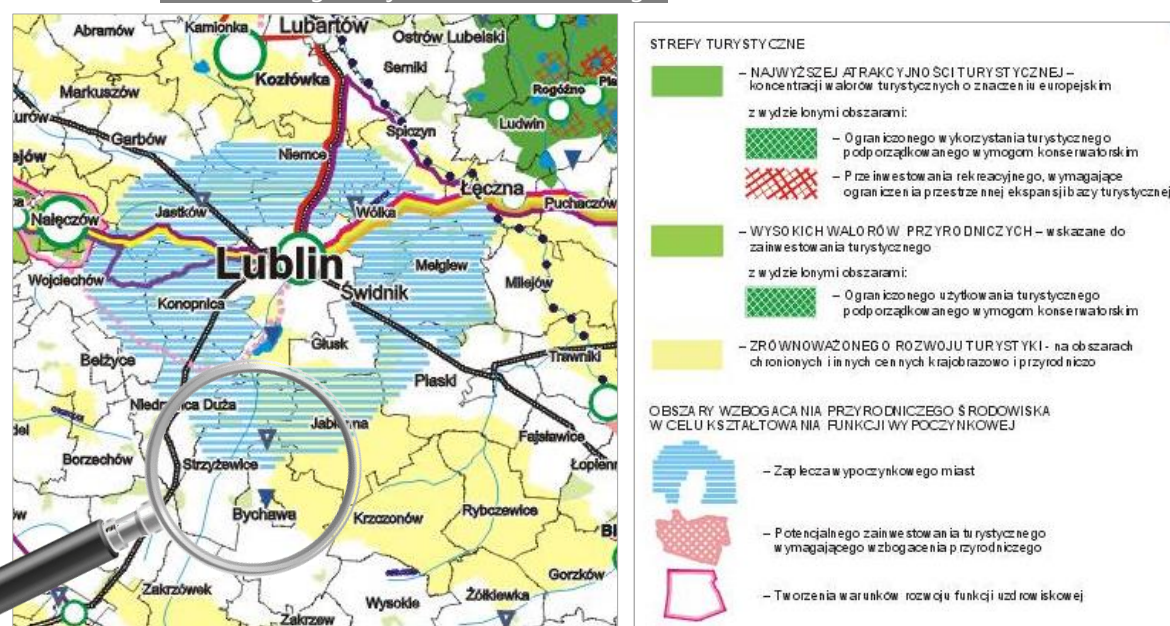 Abramów
Kamionka
Lubartów
Ostrów Lubelski
Kozłówka
Serniki
Markuszów
Rogóźno
Garbów
Spiczyn
Ludwin
Niemce
Łęczna
Puchaczów
Jastków
Wólka
Nałęczów
Lublin
Mełgiew
Wojciechów
Milejów
Świdnik
Konopnica
Głusk
Bełżyce
Trawniki
Piaski
Niedrzwica Duża
Jabłonna
Fajsławice
Borzechów
Strzyżewice
Bychawa
Krzczonów
Rybczewice
Gorzków
Zakrzówek
Wysokie
Żółkiewka
Zakrzew
STREFY TURYSTYCZNE
– NAJWYŻSZEJ ATRAKCYJNOŚCI TURYSTYCZNEJ –
koncentracji walorów turystycznych o znaczeniu europejskim
z wydzielonymi obszarami:
– Ograniczonego wykorzystania turystycznego
podporządkowanego wymogom konserwatorskim
– Przeinwestowania rekreacyjnego, wymagające
ograniczenia przestrzennej ekspansji bazy turystycznej
– WYSOKICH WALORÓW PRZYRODNICZYCH – wskazane do
zainwestowania turystycznego
z wydzielonymi obszarami:
– Ograniczonego użytkowania turystycznego
podporządkowanego wymogom konserwatorskim
– ZRÓWNOWAŻONEGO ROZWOJU TURYSTYKI - na obszarach
chronionych i innych cennych krajobrazowo i przyrodniczo
OBSZARY WZBOGACANIA PRZYRODNICZEGO ŚRODOWISKA
W CELU KSZTAŁTOWANIA FUNKCJI WYPOCZYNKOWEJ
– Zaplecza wypoczynkowego miast
– Potencjalnego zainwestowania turystycznego
wymagającego wzbogacenia przyrodniczego
– Tworzenia warunków rozwoju funkcji uzdrowiskowej